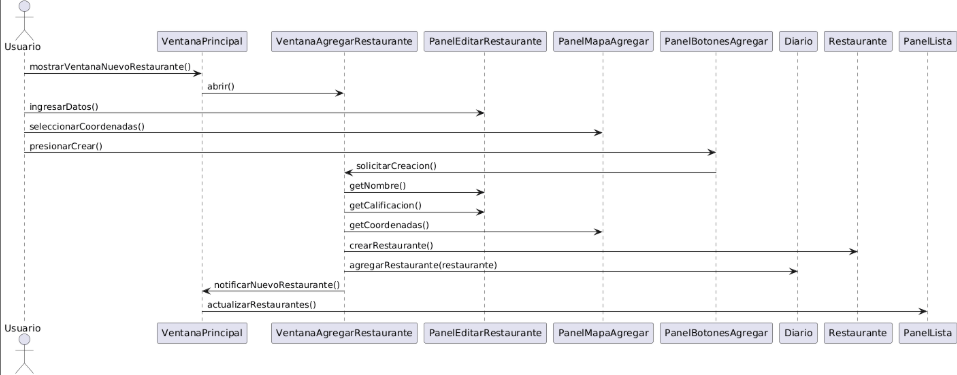 Usuario
VentanaPrincipal
VentanaAgregarRestaurante
PanelEditarRestaurante
PanelMapaAgregar
PanelBotonesAgregar
Diario
Restaurante
PanelLista
mostrarVentanaNuevoRestaurante()
abrir()
ingresarDatos()
seleccionarCoordenadas()
presionarCrear()
solicitarCreacion()
getNombre()
getCalificacion()
getCoordenadas()
crearRestaurante()
agregarRestaurante(restaurante)
notificarNuevoRestaurante()
actualizarRestaurantes()
Usuario
VentanaPrincipal
VentanaAgregarRestaurante
PanelEditarRestaurante
PanelMapaAgregar
PanelBotonesAgregar
Diario
Restaurante
PanelLista